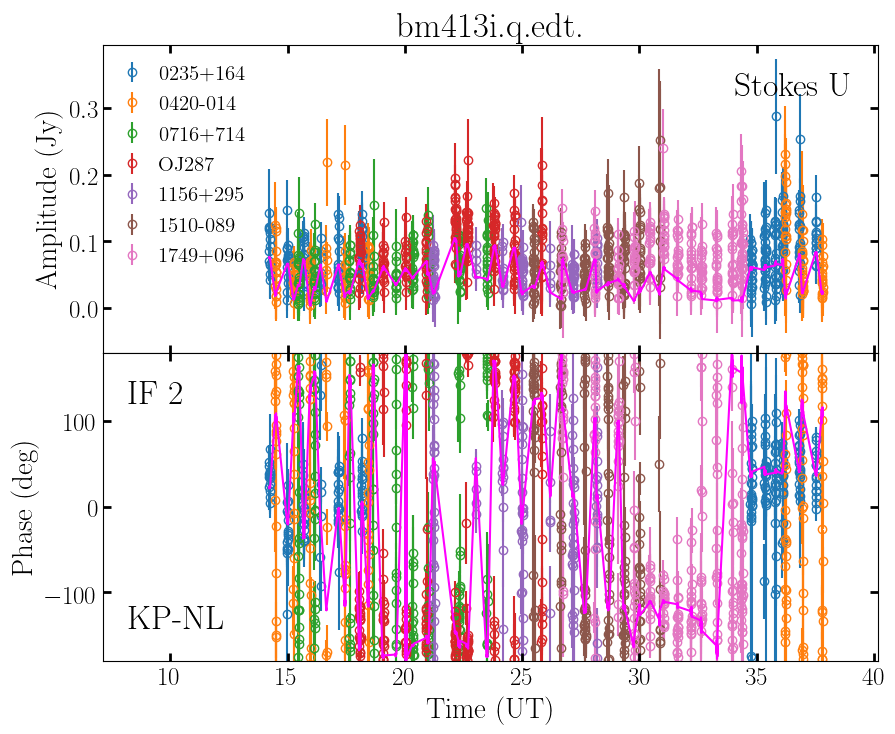 bm413i.q.edt.
Stokes U
0235+164
0420-014
0716+714
OJ287
1156+295
1510-089
1749+096
Amplitude (Jy)
0.3
0.2
0.1
0.0
IF 2
KP-NL
Phase (deg)
100
0
−100
10
15
20
25
30
35
40
Time (UT)